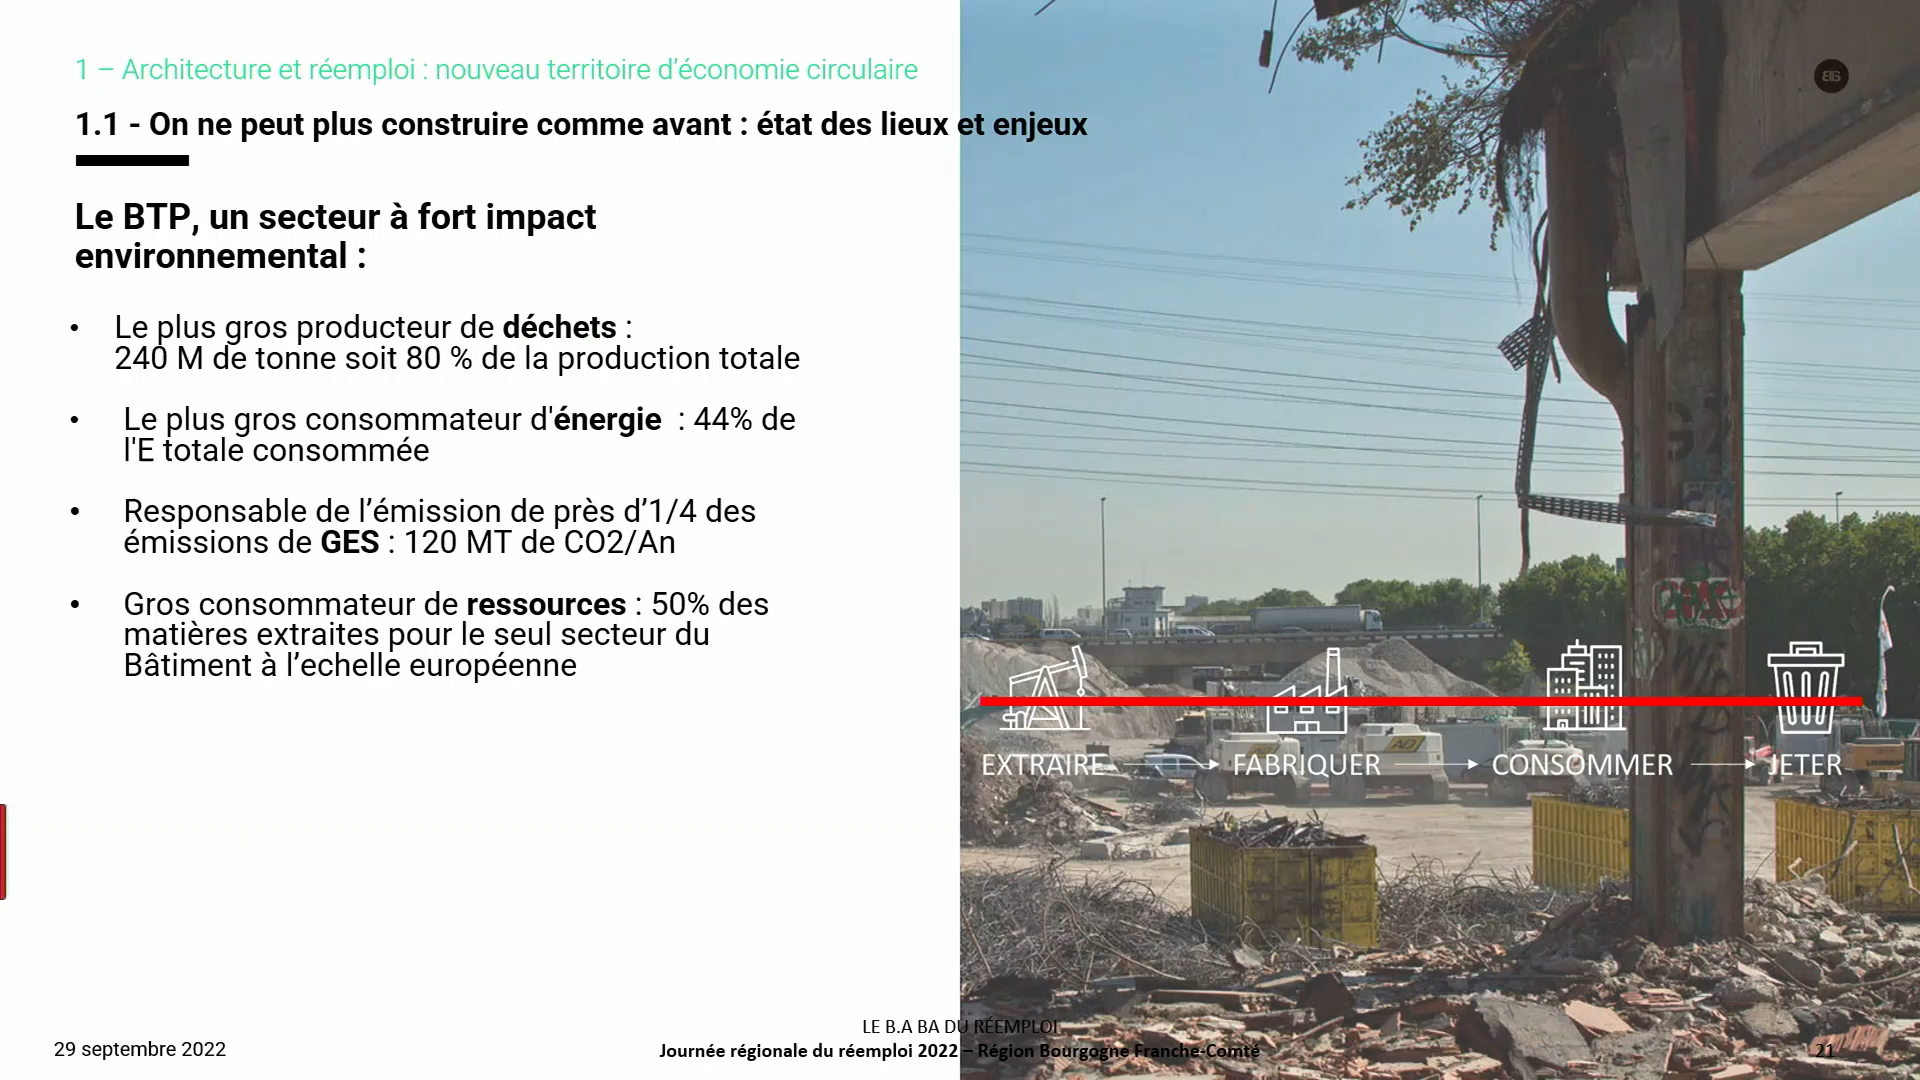 1 – Architecture et réemploi : nouveau territoire d’économie circulaire
1.1 - On ne peut plus construire comme avant : état des lieux et enjeux
Le BTP, un secteur à fort impact
environnemental :
• Le plus gros producteur de déchets :
240 M de tonne soit 80 % de la production totale
• Le plus gros consommateur d'énergie : 44% de
l'E totale consommée
• Responsable de l’émission de près d’1/4 des
émissions de GES : 120 MT de CO2/An
• Gros consommateur de ressources : 50% des
matières extraites pour le seul secteur du
Bâtiment à l’echelle européenne
EXTRAIRE FABRIQUER CONSOMMER JETER
LE B.A BA DU RÉEMPLOI
29 septembre 2022
Journée régionale du réemploi 2022 – Région Bourgogne Franche-Comté
21